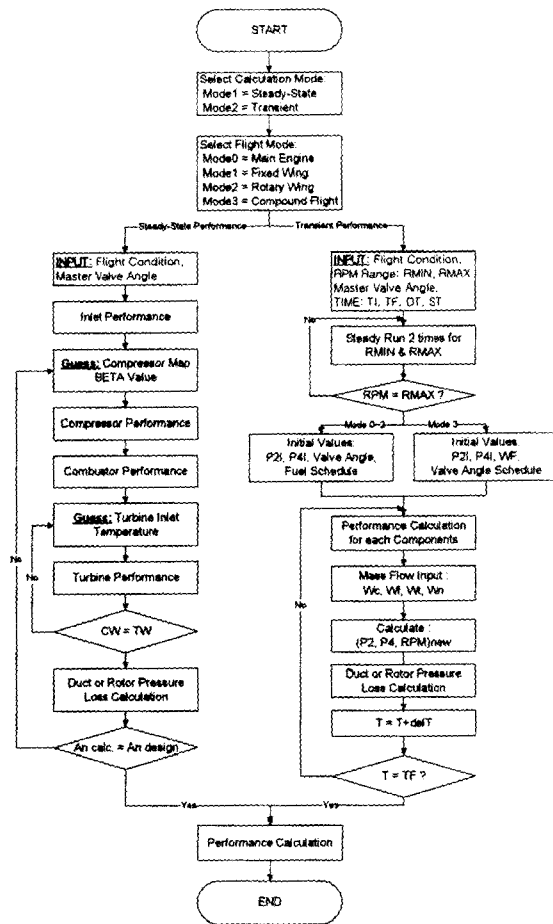 START
Select Calculation Mode:
Mode1 = Steady-State
Mode2 = Transient
Select Flight Mode:
Mode0 = Main Engine
Mode1 = Fixed Wing
Mode2 = Rotary Wing
Mode3 = Compound Flight
Steady-State Performance
Transient Performance
INPUT: Flight Condition,
Master Valve Angle
Inlet Performance
Guess: Compressor Map
BETA Value
Compressor Performance
Combustor Performance
Guess: Turbine Inlet
Temperature
No
No
Turbine Performance
CW = TW
Duct or Rotor Pressure
Loss Calculation
An calc. = An design
Yes
INPUT: Flight Condition,
RPM Range: RMIN, RMAX
Master Valve Angle,
TIME: TI, TF, DT, ST
No
Steady Run 2 times for
RMIN & RMAX
RPM = RMAX ?
Mode 0~2
Mode 3
Initial Values:
P2I, P4I, Valve Angle,
Fuel Schedule
Initial Values:
P2I, P4I, WF,
Valve Angle Schedule
Performance Calculation
for each Components
No
Mass Flow Input :
Wc, Wf, Wt, Wn
Calculate :
(P2, P4, RPM)new
Duct or Rotor Pressure
Loss Calculation
T = T+delT
T = TF ?
Yes
Performance Calculation
END